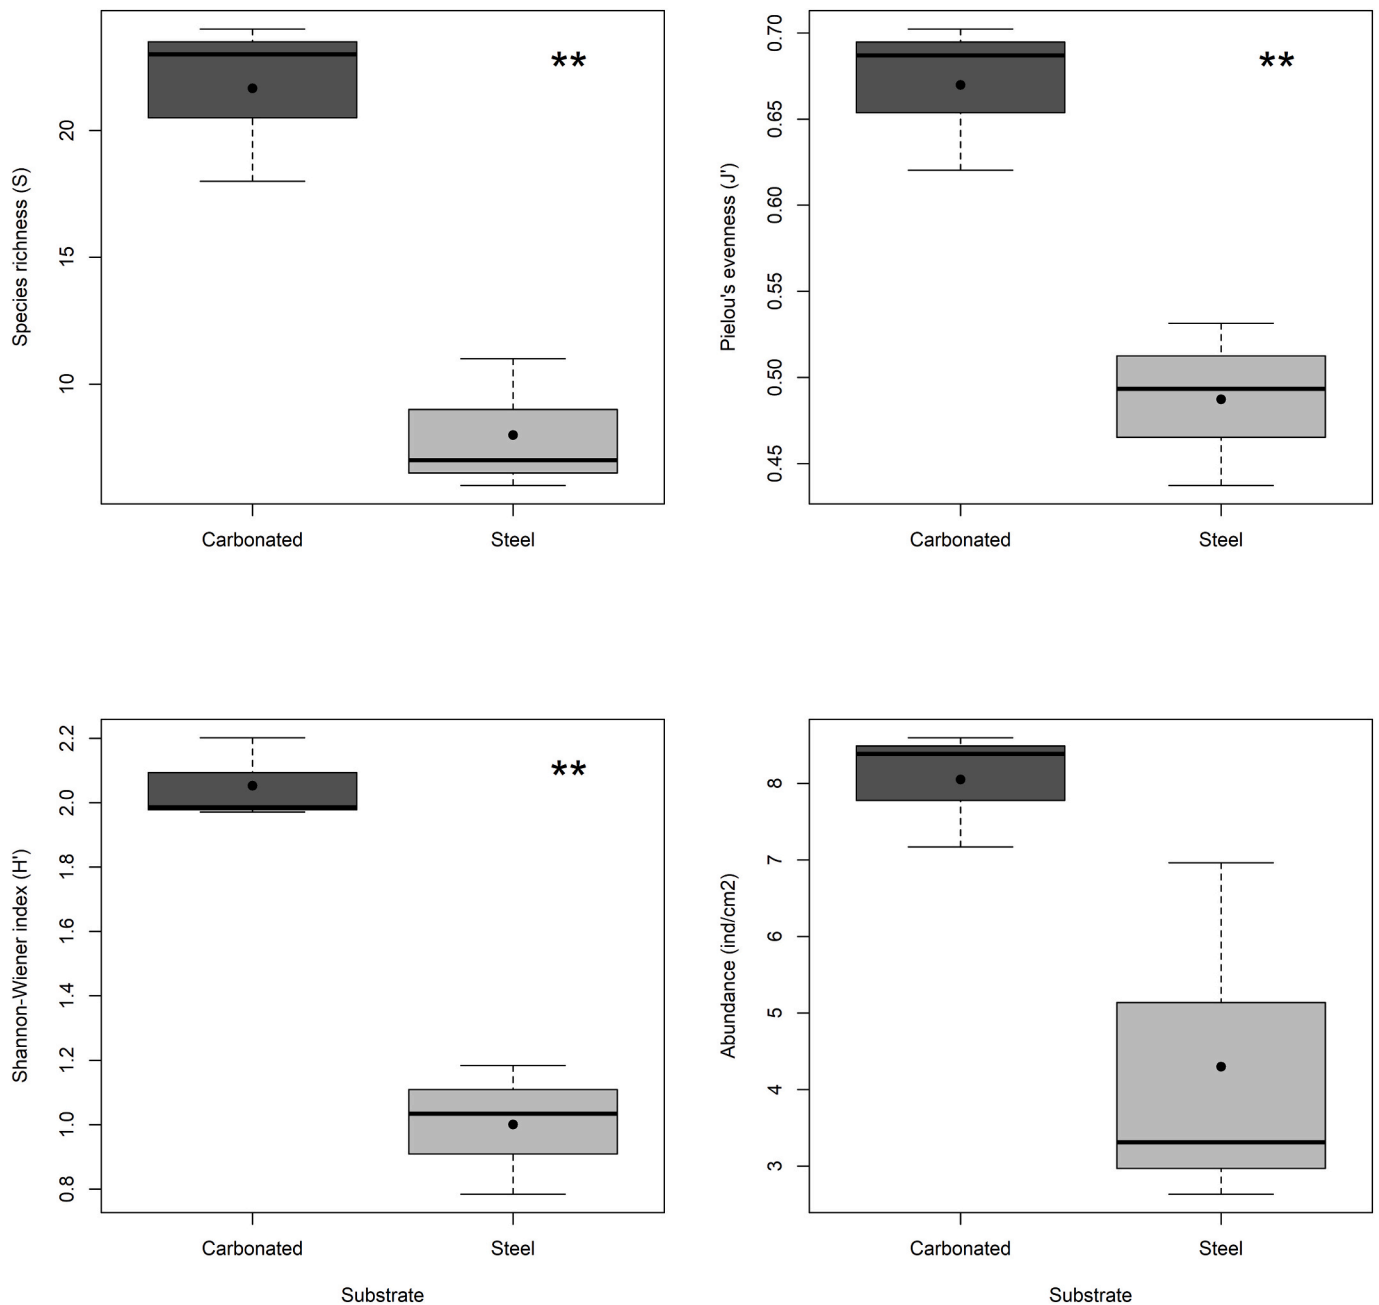 Species richness (S)
20
15
10
**
Carbonated
Steel
Pielou's evenness (J')
0.70
0.65
0.60
0.55
0.50
0.45
**
Carbonated
Steel
Shannon-Wiener index (H')
2.2
2.0
1.8
1.6
1.4
1.2
1.0
0.8
**
Carbonated
Steel
Substrate
Abundance (ind/cm2)
8
7
6
5
4
3
Carbonated
Steel
Substrate